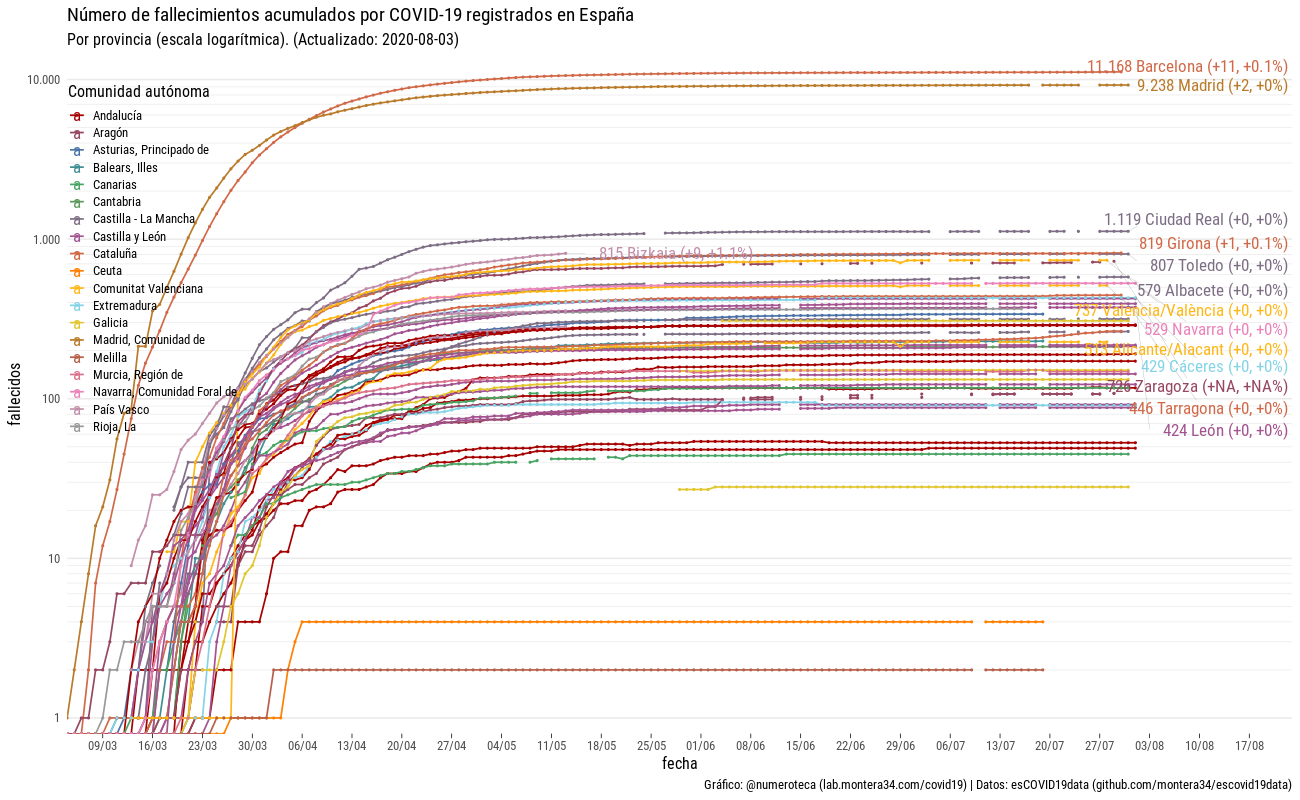 Número de fallecimientos acumulados por COVID-19 registrados en España
Por provincia (escala logarítmica). (Actualizado: 2020-08-03)
10.000
1.000
100
10
1
fallecidos
Comunidad autónoma
Andalucía
Aragón
Asturias, Principado de
Balears, Illes
Canarias
Cantabria
Castilla - La Mancha
Castilla y León
Cataluña
Ceuta
Comunitat Valenciana
Extremadura
Galicia
Madrid, Comunidad de
Melilla
Murcia, Región de
Navarra, Comunidad Foral de
País Vasco
Rioja, La
11.168 Barcelona (+11, +0.1%)
9.238 Madrid (+2, +0%)
1.119 Ciudad Real (+0, +0%)
815 Bizkaia (+9, +1.1%)
819 Girona (+1, +0.1%)
807 Toledo (+0, +0%)
579 Albacete (+0, +0%)
737 Valencia/València (+0, +0%)
529 Navarra (+0, +0%)
Alicante/Alacant (+0, +0%)
429 Cáceres (+0, +0%)
726 Zaragoza (+NA, +NA%)
446 Tarragona (+0, +0%)
424 León (+0, +0%)
09/03
16/03
23/03
30/03
06/04
13/04
20/04
27/04
04/05
11/05
18/05
25/05
01/06
08/06
15/06
22/06
29/06
06/07
13/07
20/07
27/07
03/08
10/08
17/08
fecha
Gráfico: @numeroteca (lab.montera34.com/covid19) | Datos: esCOVID19data (github.com/montera34/escovid19data)